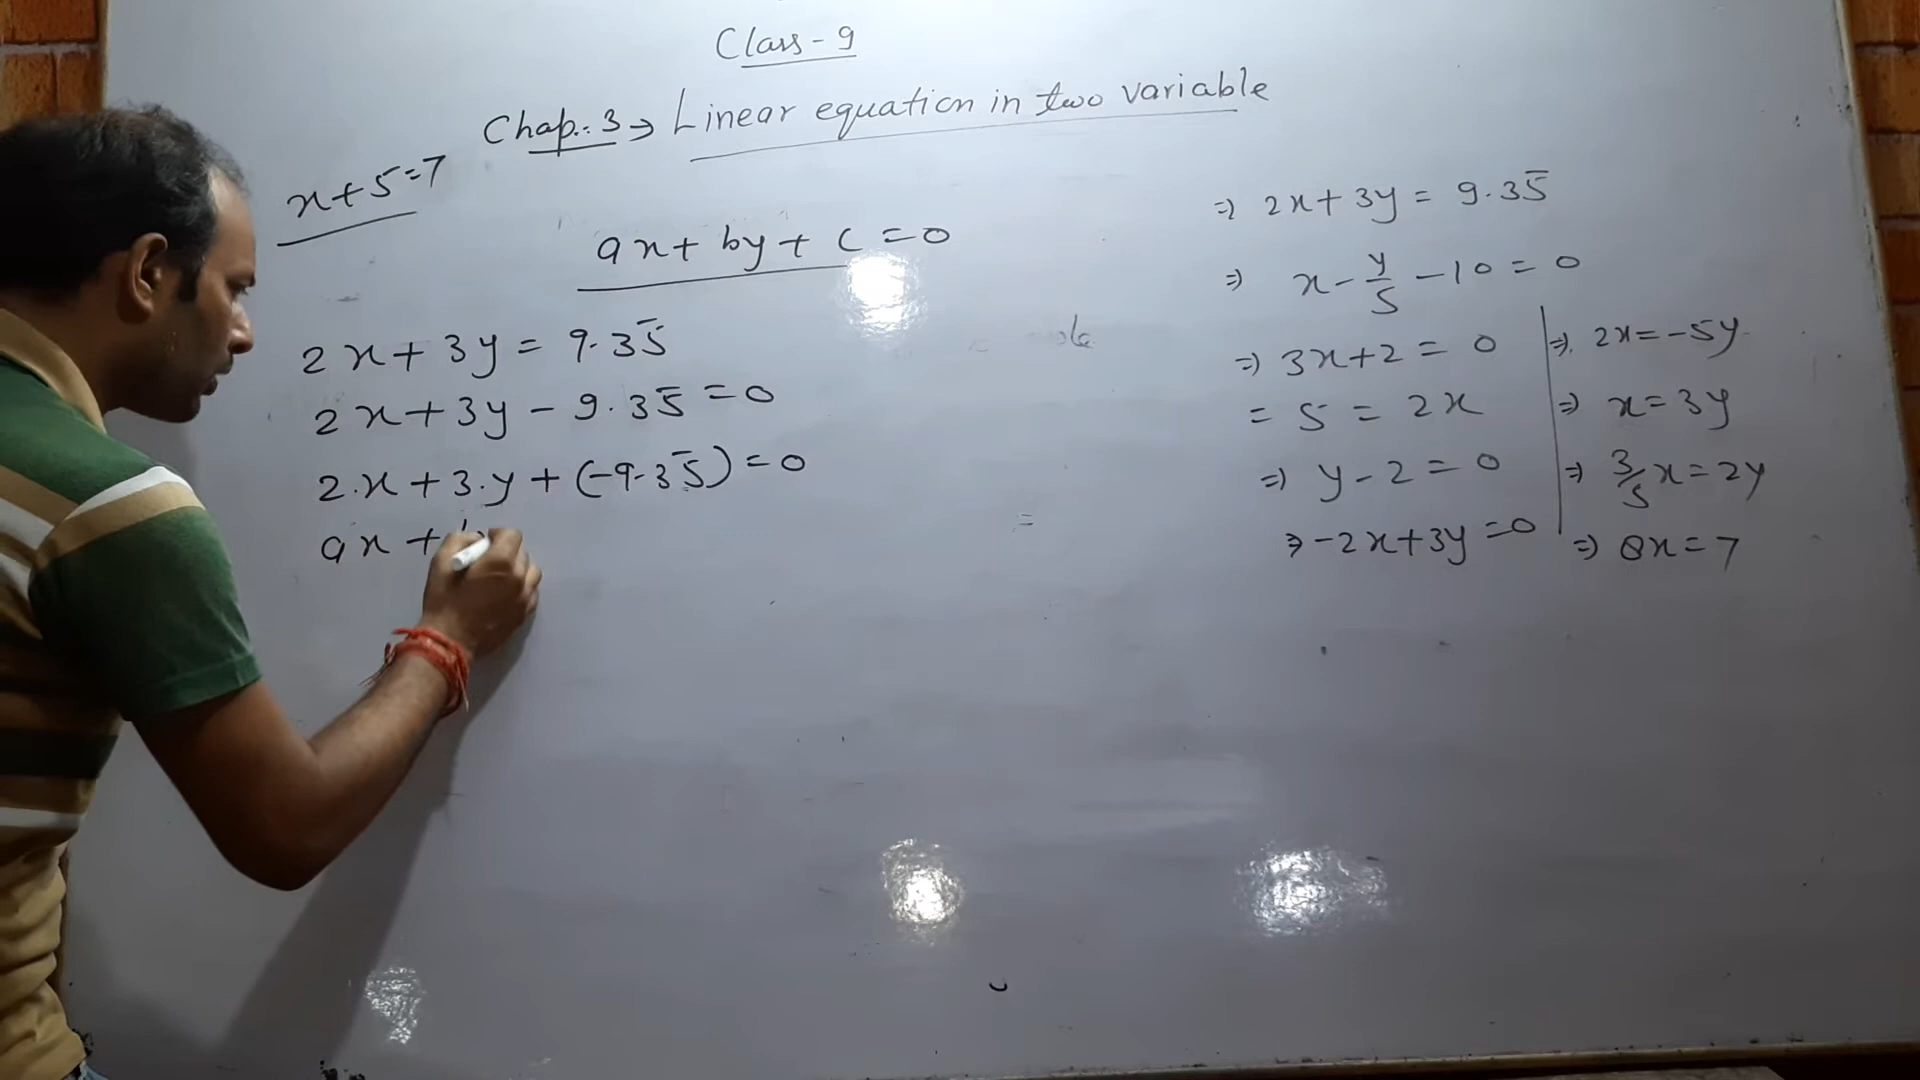 Class - 9
Chap.: 3 → Linear equation in two variable
x + 5 = 7
ax + by + c = 0
2x + 3y = 9.35̅
2x + 3y - 9.35̅ = 0
2.x + 3.y + (-9.35̅) = 0
ax +
⇒ 2x + 3y = 9.35̅
⇒ x - y/5 - 10 = 0
⇒ 3x + 2 = 0
= 5 = 2x
⇒ y - 2 = 0
⇒ -2x + 3y = 0
⇒ 2x = -5y
⇒ x = 3y
⇒ 3/5 x = 2y
⇒ 8x = 7
=